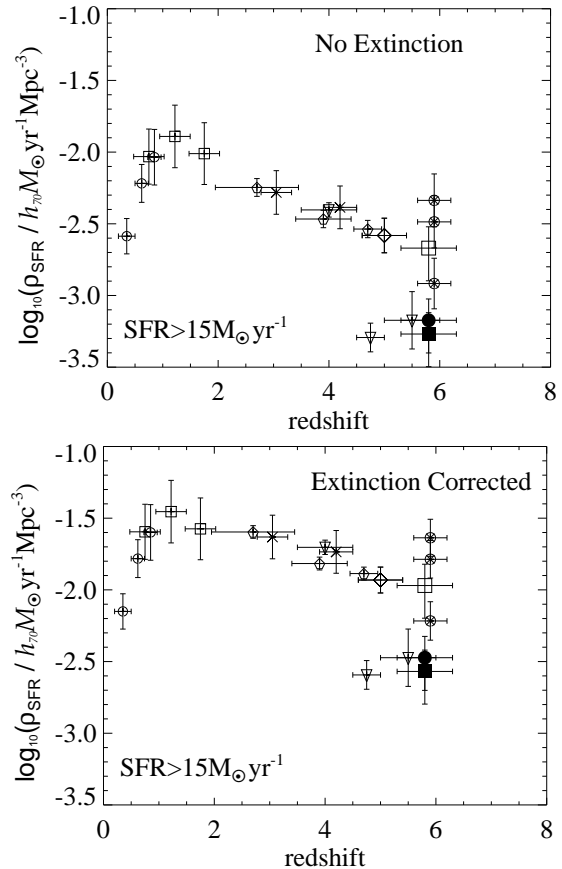 -1.0
No Extinction
-1.5
-2.0
-2.5
-3.0
SFR>15M☉yr⁻¹
-3.5
0 2 4 6 8
redshift
log₁₀(ρSFR / h₇₀M☉yr⁻¹Mpc⁻³)
-1.0
Extinction Corrected
-1.5
-2.0
-2.5
-3.0
SFR>15M☉yr⁻¹
-3.5
0 2 4 6 8
redshift
log₁₀(ρSFR / h₇₀M☉yr⁻¹Mpc⁻³)